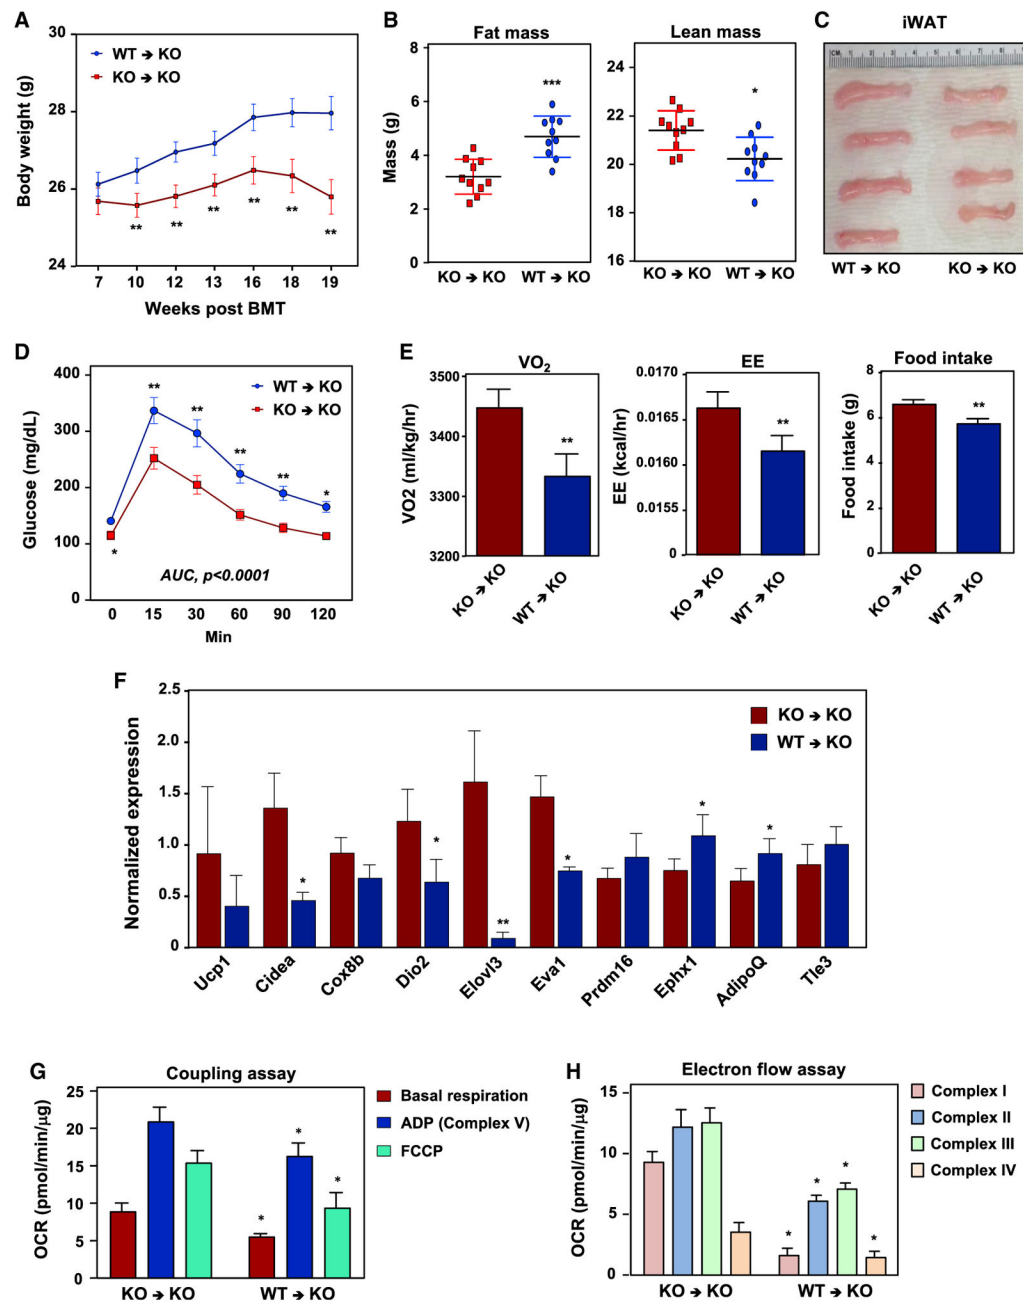 A
30
28
26
24
Body weight (g)
WT → KO
KO → KO
**
**
**
**
**
**
7 10 12 13 16 18 19
Weeks post BMT
B
Fat mass
8
6
4
2
0
Mass (g)
***
KO → KO WT → KO
Lean mass
24
22
20
18
16
*
KO → KO WT → KO
C
iWAT
CM 1 2 3 4 5 6 7 8
WT → KO KO → KO
D
400
300
200
100
0
Glucose (mg/dL)
WT → KO
KO → KO
**
**
**
**
*
*
AUC, p<0.0001
0 15 30 60 90 120
Min
E
VO2
3500
3400
3300
3200
VO2 (ml/kg/hr)
**
KO → KO WT → KO
EE
0.0170
0.0165
0.0160
0.0155
0
EE (kcal/hr)
**
KO → KO WT → KO
Food intake
8
6
4
2
0
Food intake (g)
**
KO → KO WT → KO
F
2.5
2.0
1.5
1.0
0.5
0
Normalized expression
KO → KO
WT → KO
*
*
**
*
*
*
Ucp1 Cidea Cox8b Dio2 Elovl3 Eva1 Prdm16 Ephx1 AdipoQ Tle3
G
Coupling assay
25
20
15
10
5
0
OCR (pmol/min/μg)
Basal respiration
ADP (Complex V)
FCCP
*
*
*
KO → KO WT → KO
H
Electron flow assay
15
10
5
0
OCR (pmol/min/μg)
Complex I
Complex II
Complex III
Complex IV
*
*
*
*
KO → KO WT → KO